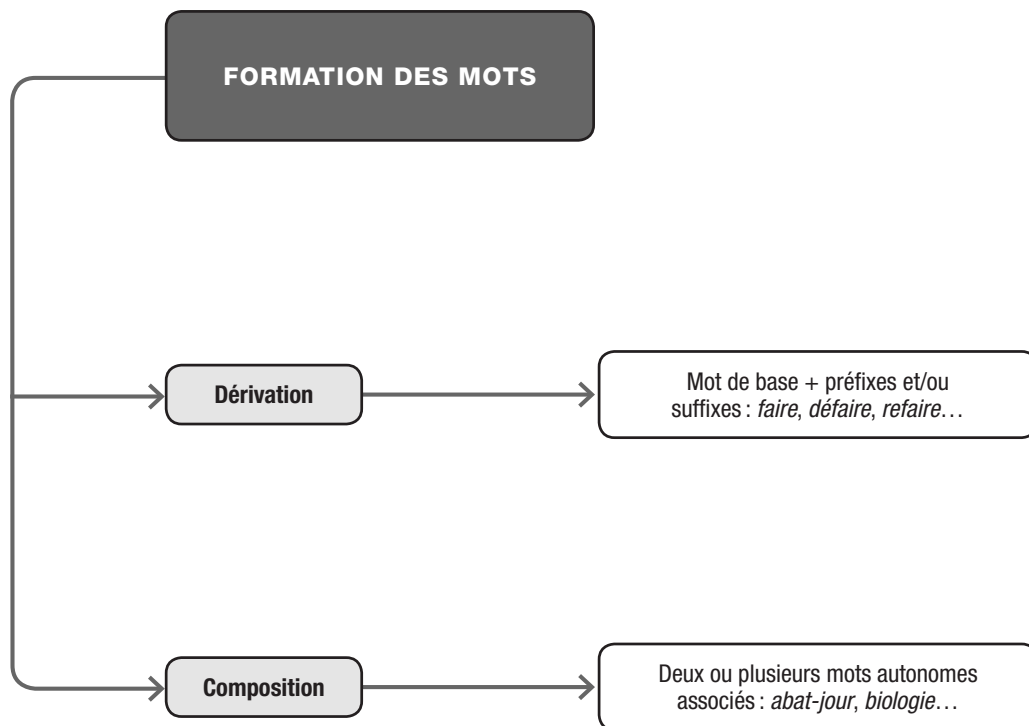 FORMATION DES MOTS
Dérivation
Mot de base + préfixes et/ou
suffixes : faire, défaire, refaire…
Composition
Deux ou plusieurs mots autonomes
associés : abat-jour, biologie…